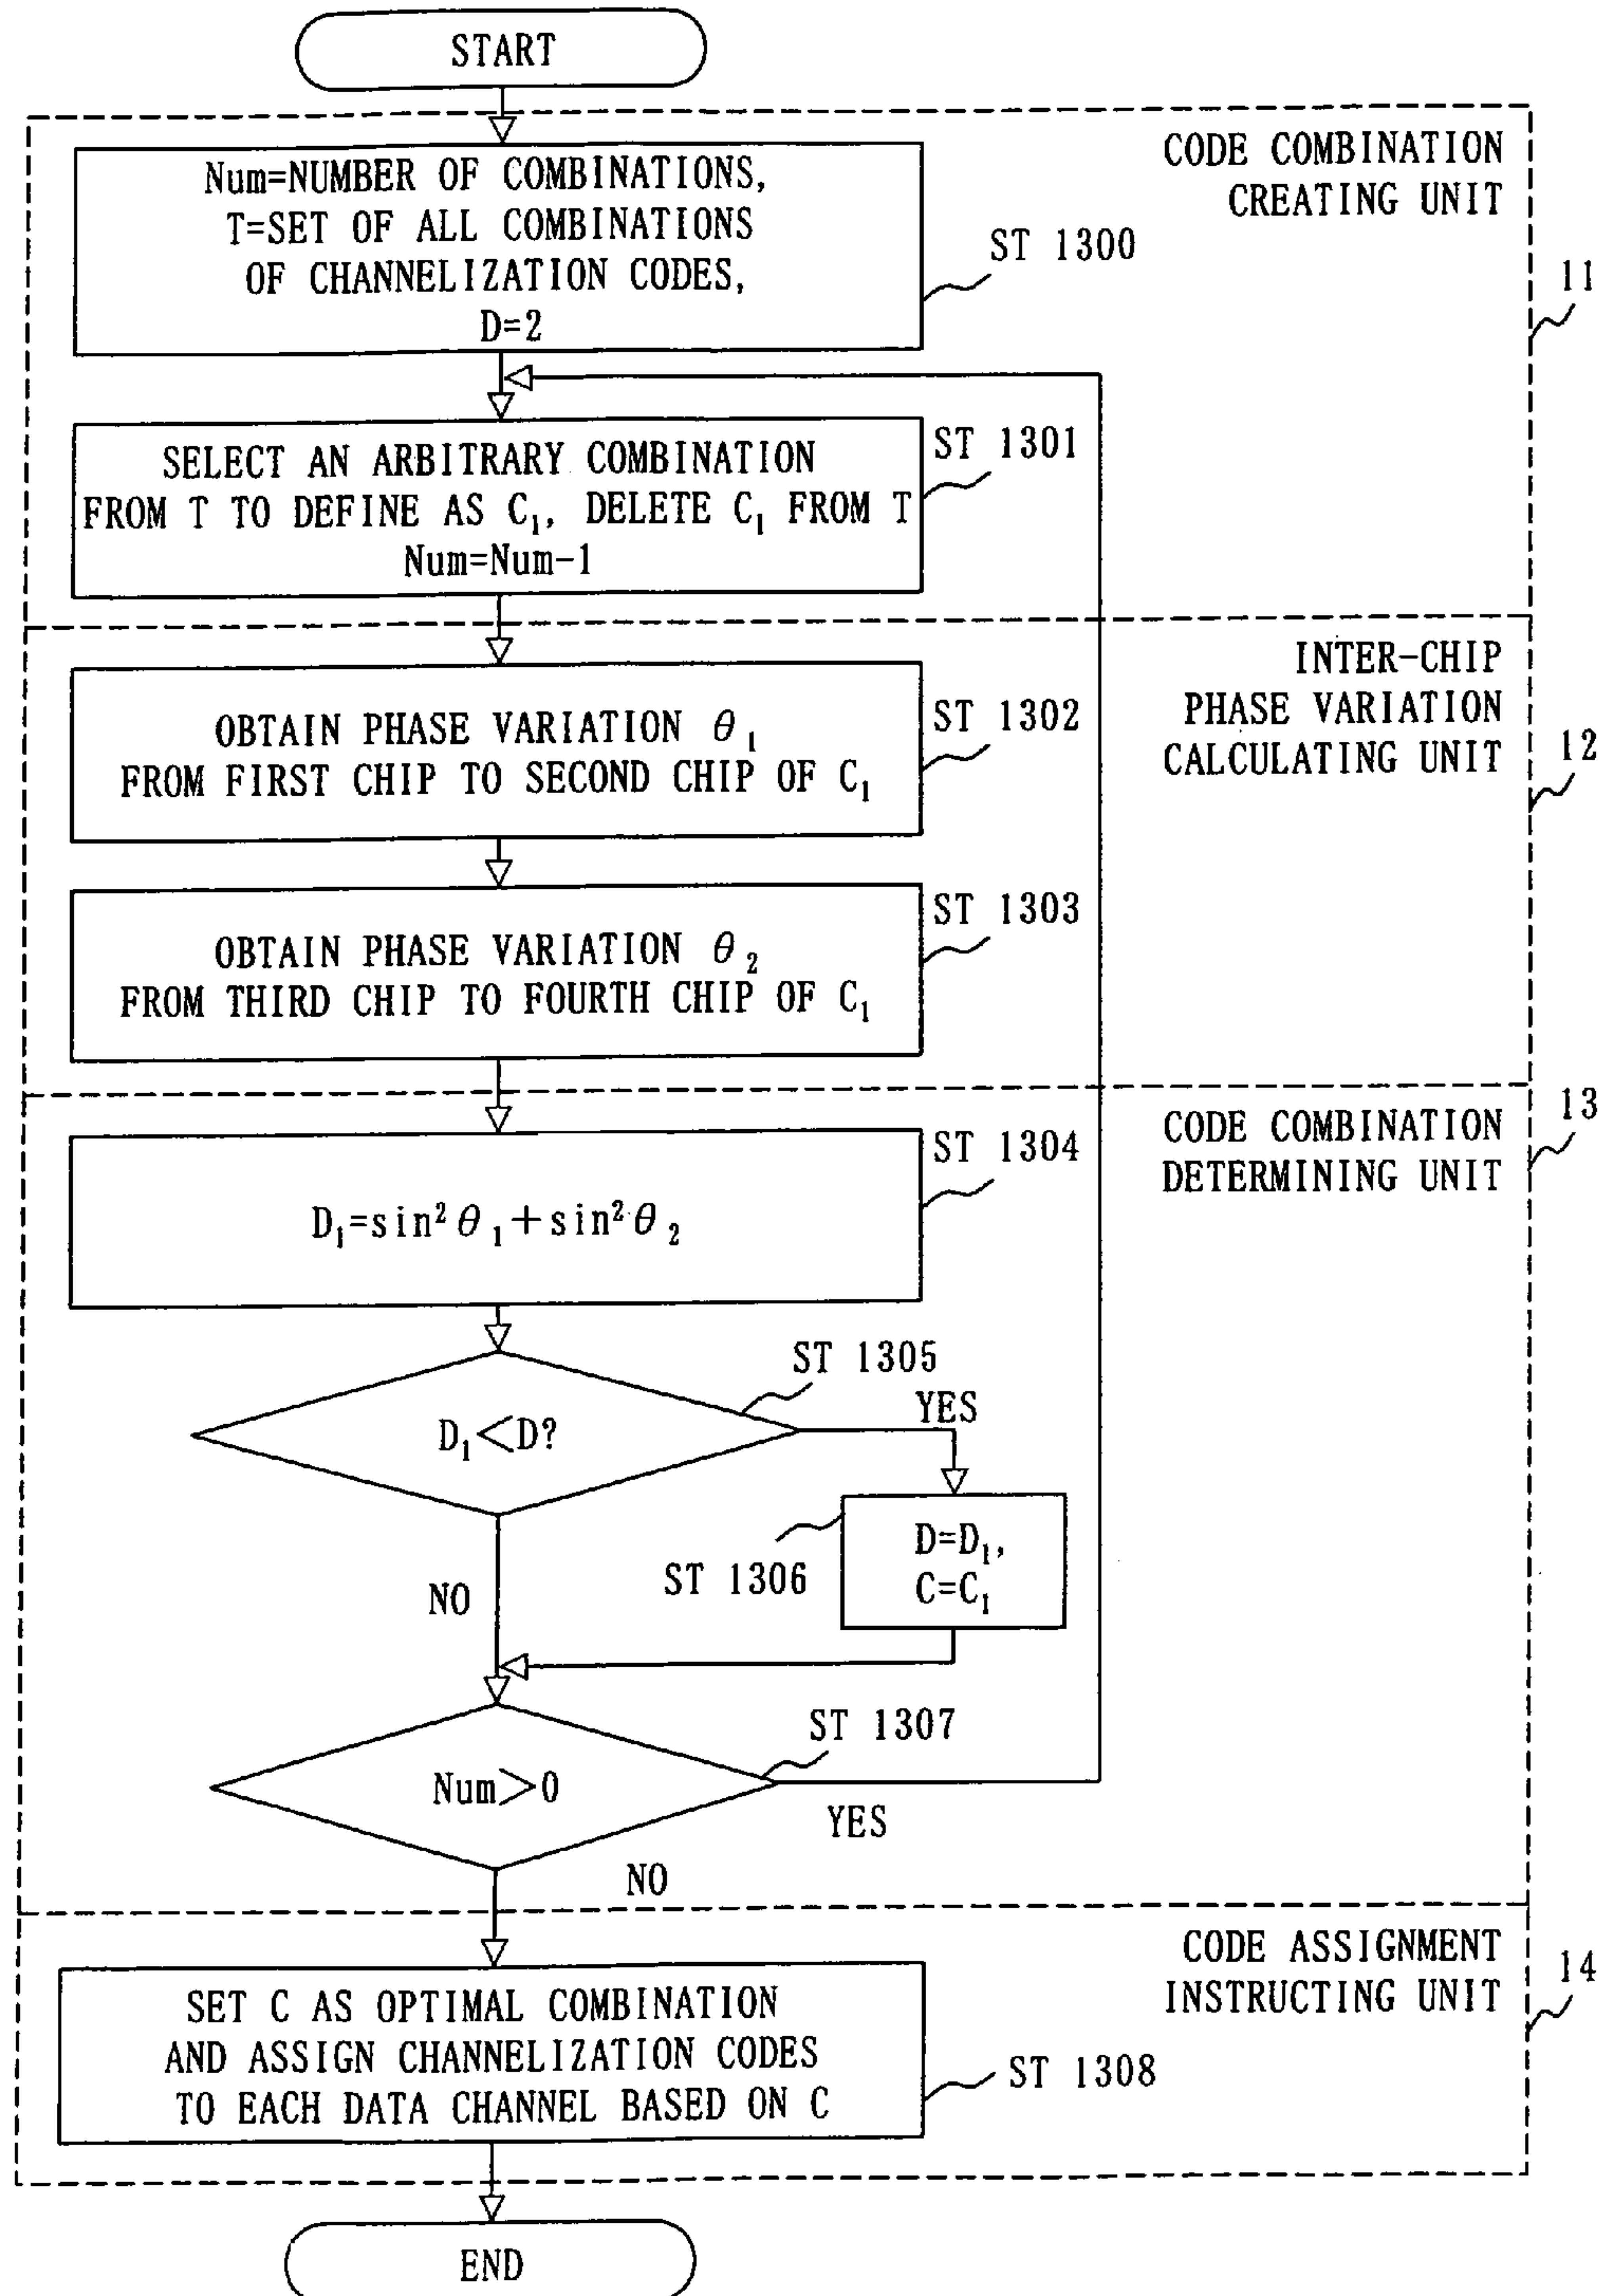 START
CODE COMBINATION
CREATING UNIT
11
Num=NUMBER OF COMBINATIONS,
T=SET OF ALL COMBINATIONS
OF CHANNELIZATION CODES,
D=2
ST 1300
SELECT AN ARBITRARY COMBINATION
FROM T TO DEFINE AS C₁, DELETE C₁ FROM T
Num=Num-1
ST 1301
INTER-CHIP
PHASE VARIATION
CALCULATING UNIT
12
OBTAIN PHASE VARIATION θ₁
FROM FIRST CHIP TO SECOND CHIP OF C₁
ST 1302
OBTAIN PHASE VARIATION θ₂
FROM THIRD CHIP TO FOURTH CHIP OF C₁
ST 1303
CODE COMBINATION
DETERMINING UNIT
13
D₁=sin²θ₁+sin²θ₂
ST 1304
D₁<D?
ST 1305
YES
D=D₁,
C=C₁
ST 1306
NO
Num>0
ST 1307
YES
NO
CODE ASSIGNMENT
INSTRUCTING UNIT
14
SET C AS OPTIMAL COMBINATION
AND ASSIGN CHANNELIZATION CODES
TO EACH DATA CHANNEL BASED ON C
ST 1308
END